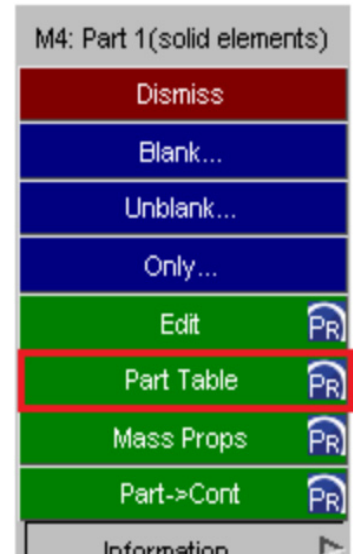 M4: Part 1(solid elements)
Dismiss
Blank...
Unblank...
Only...
Edit PR
Part Table PR
Mass Props PR
Part->Cont PR
Information